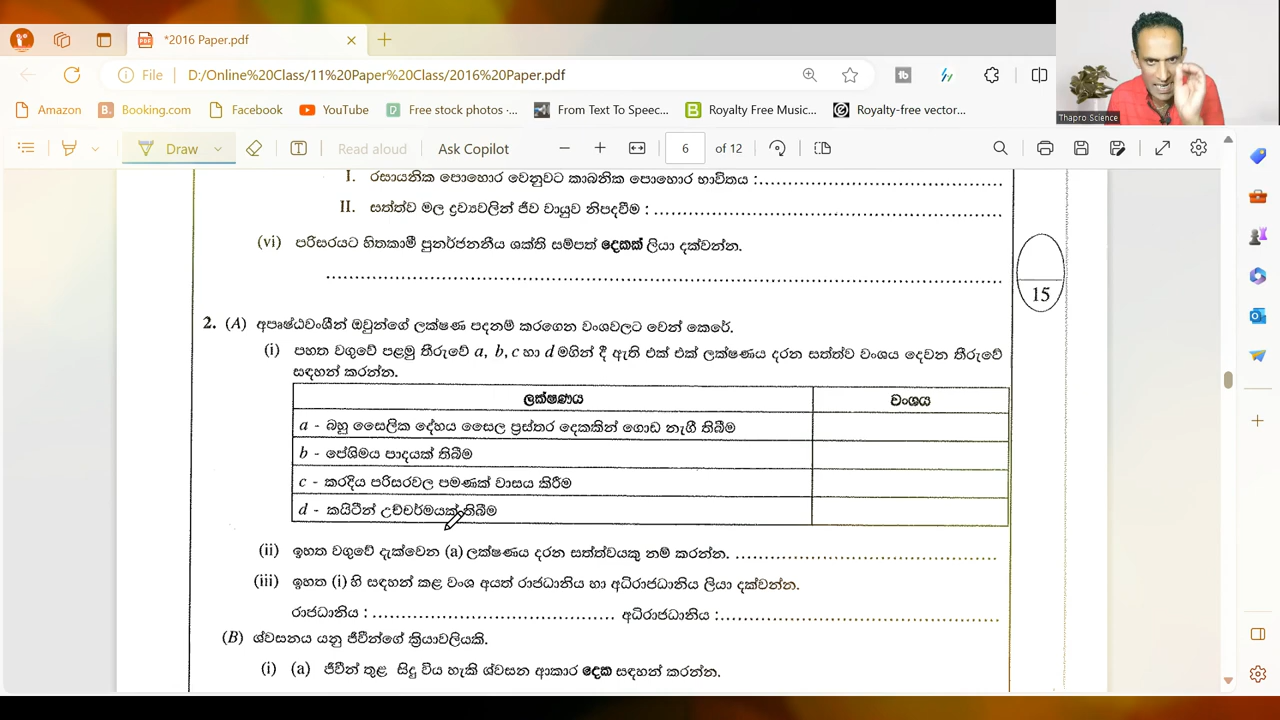 *2016 Paper.pdf
File D:/Online%20Class/11%20Paper%20Class/2016%20Paper.pdf
Amazon Booking.com Facebook YouTube Free stock photos -... From Text To Speec... Royalty Free Music... Royalty-free vector...
Draw Read aloud Ask Copilot 6 of 12
Thapro Science
I. රසායනික පොහොර වෙනුවට කාබනික පොහොර භාවිතය :
II. සත්ත්ව මල ද්‍රව්‍යවලින් ජීව වායුව නිපදවීම :
(vi) පරිසරයට හිතකාමී පුනර්ජනනීය ශක්ති සම්පත් දෙකක් ලියා දක්වන්න.
15
2. (A) අපෘෂ්ඨවංශීන් ඔවුන්ගේ ලක්ෂණ පදනම් කරගෙන වංශවලට වෙන් කෙරේ.
(i) පහත වගුවේ පළමු තීරුවේ a, b, c හා d මගින් දී ඇති එක් එක් ලක්ෂණය දරන සත්ත්ව වංශය දෙවන තීරුවේ
සඳහන් කරන්න.
ලක්ෂණය වංශය
a - බහු සෛලික දේහය සෛල ප්‍රස්තර දෙකකින් ගොඩ නැගී තිබීම
b - පේශිමය පාදයක් තිබීම
c - කරදිය පරිසරවල පමණක් වාසය කිරීම
d - කයිටීන් උච්චර්මයක් තිබීම
(ii) ඉහත වගුවේ දැක්වෙන (a) ලක්ෂණය දරන සත්ත්වයකු නම් කරන්න.
(iii) ඉහත (i) හි සඳහන් කළ වංශ අයත් රාජධානිය හා අධිරාජධානිය ලියා දක්වන්න.
රාජධානිය : අධිරාජධානිය :
(B) ශ්වසනය යනු ජීවීන්ගේ ක්‍රියාවලියකි.
(i) (a) ජීවීන් තුළ සිදු විය හැකි ශ්වසන ආකාර දෙක සඳහන් කරන්න.